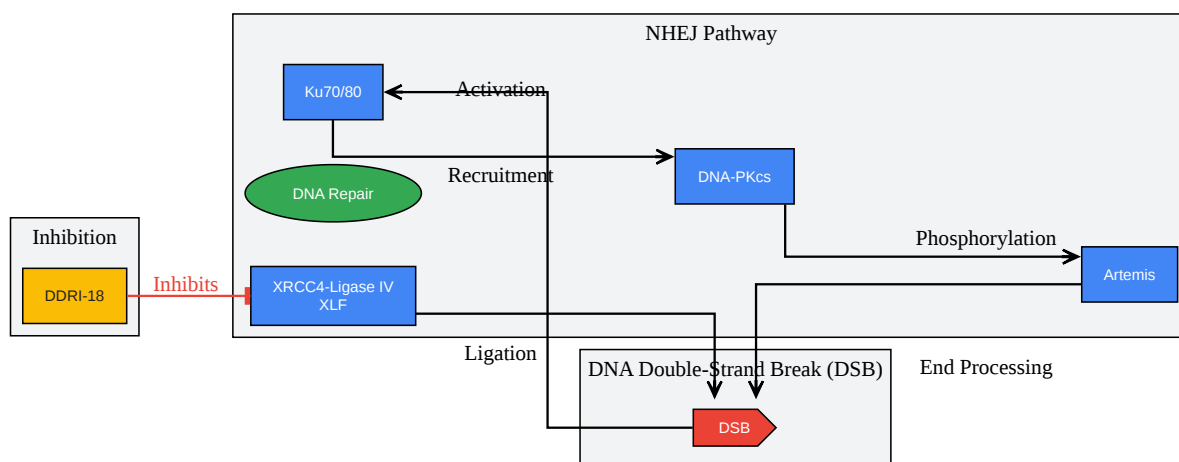 NHEJ Pathway
Ku70/80
Activation
Recruitment
DNA-PKcs
DNA Repair
Phosphorylation
Inhibition
DDRI-18
Inhibits
XRCC4-Ligase IV
XLF
Artemis
Ligation
DNA Double-Strand Break (DSB)
End Processing
DSB